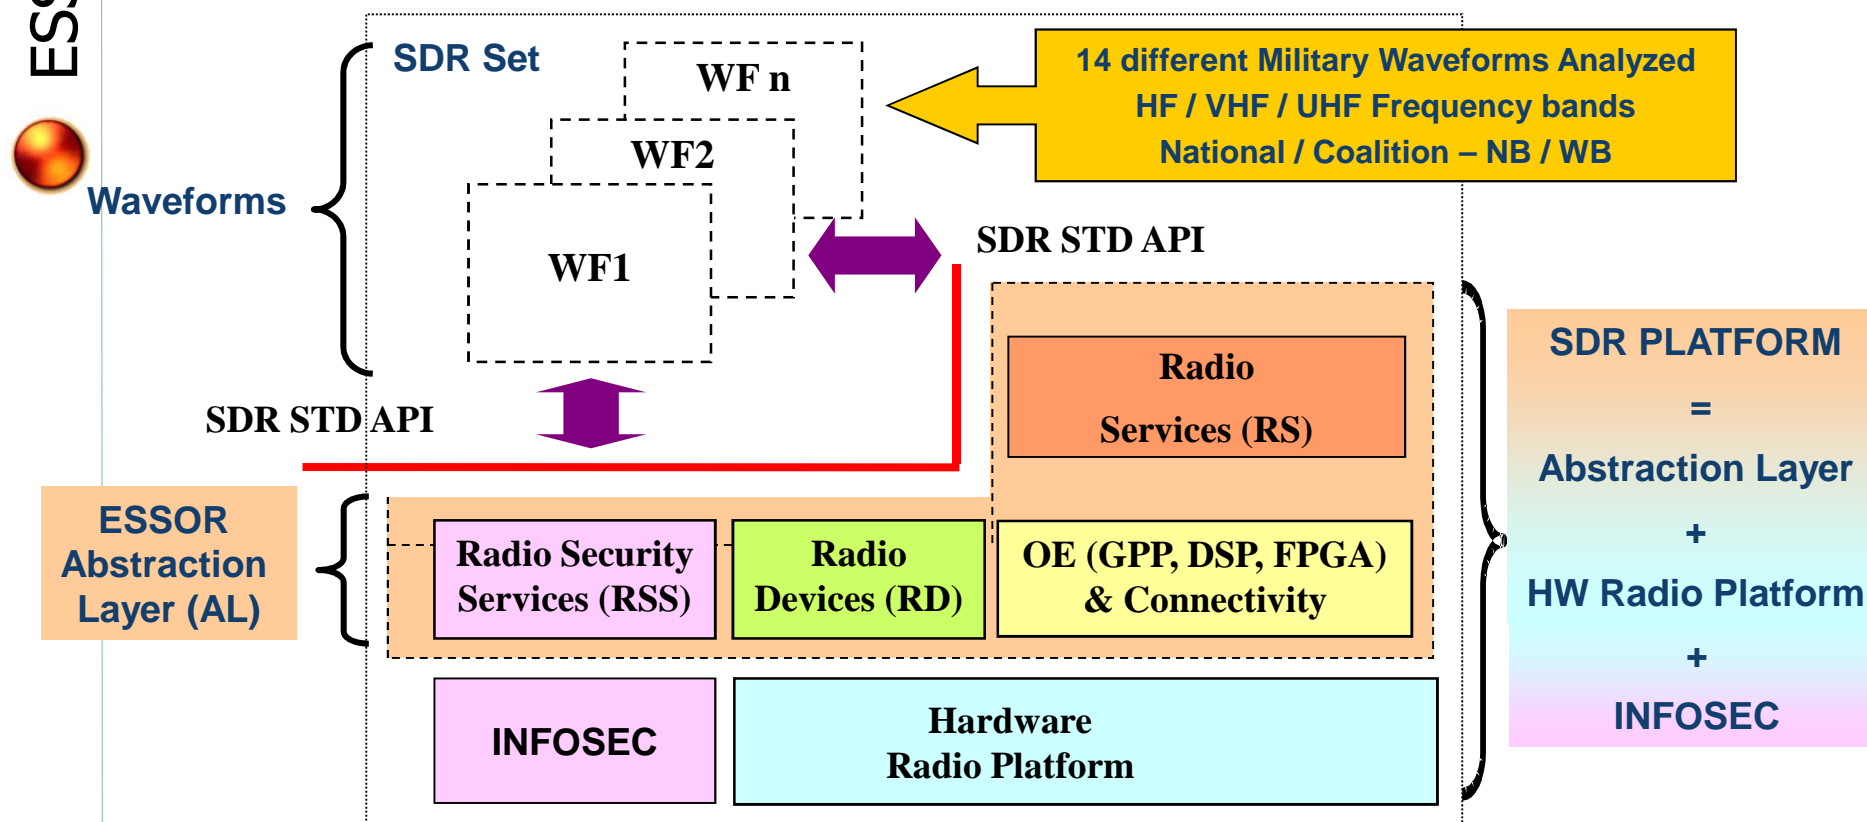 ESS
SDR Set
WF n
WF2
WF1
Waveforms
14 different Military Waveforms Analyzed
HF / VHF / UHF Frequency bands
National / Coalition – NB / WB
SDR STD API
SDR STD API
Radio
Services (RS)
ESSOR
Abstraction
Layer (AL)
Radio Security
Services (RSS)
Radio
Devices (RD)
OE (GPP, DSP, FPGA)
& Connectivity
INFOSEC
Hardware
Radio Platform
SDR PLATFORM
=
Abstraction Layer
+
HW Radio Platform
+
INFOSEC